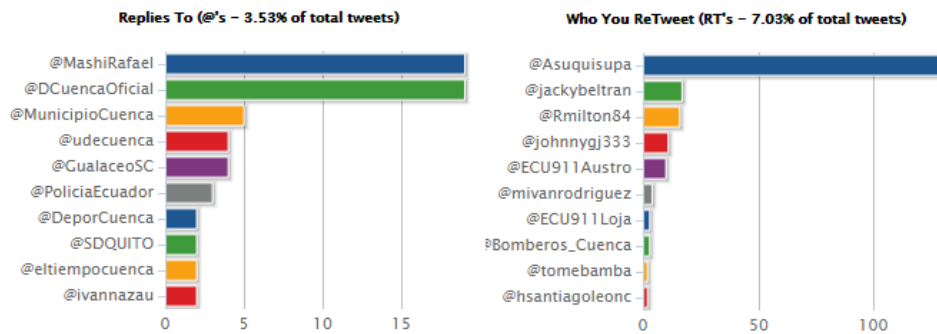 Replies To (@'s - 3.53% of total tweets)
@MashiRafael
@DCuencaOficial
@MunicipioCuenca
@udecuenca
@GualaceoSC
@PoliciaEcuador
@DeporCuenca
@SDQUITO
@eltiempocuenca
@ivannazau
0 5 10 15
Who You ReTweet (RT's - 7.03% of total tweets)
@Asuquisupa
@jackybeltran
@Rmilton84
@johnnygj333
@ECU911Austro
@mivanrodriguez
@ECU911Loja
@Bomberos_Cuenca
@tomebamba
@hsantiagoleonc
0 50 100